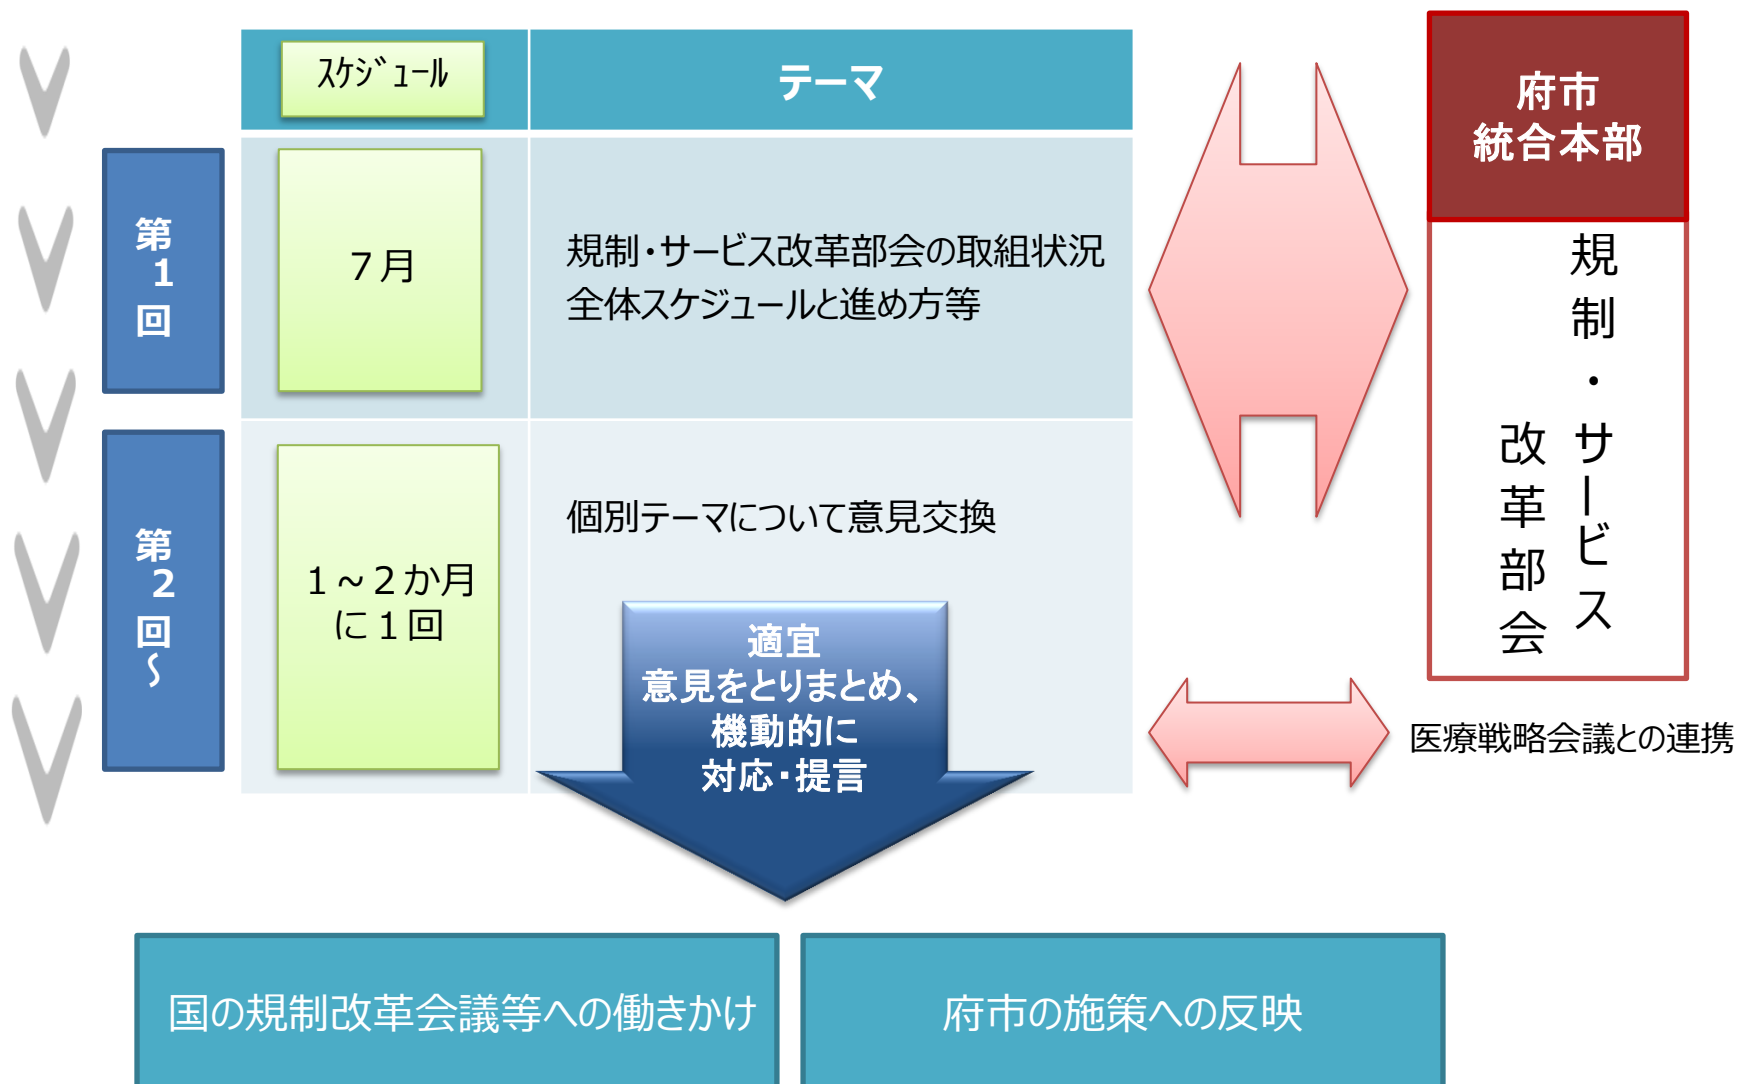 ｽｹｼﾞｭｰﾙ
テーマ
府市
統合本部
第１回
７月
規制・サービス改革部会の取組状況
全体スケジュールと進め方等
規制・サービス
改革部会
第２回～
１～２か月
に１回
個別テーマについて意見交換
適宜
意見をとりまとめ、
機動的に
対応・提言
医療戦略会議との連携
国の規制改革会議等への働きかけ
府市の施策への反映